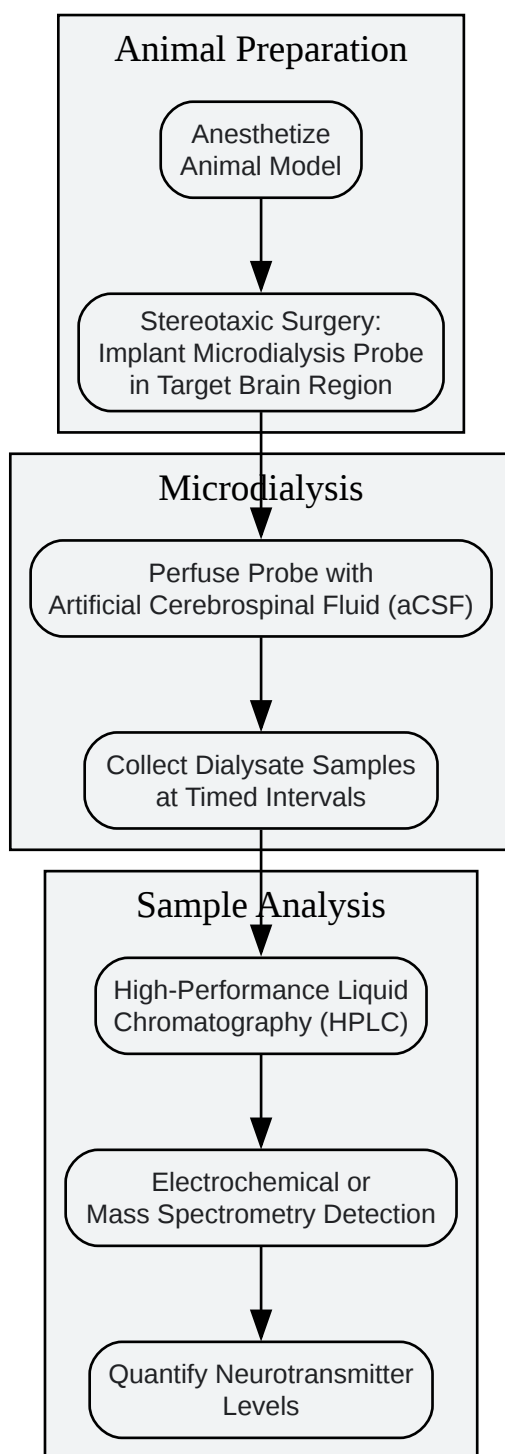 Animal Preparation
Anesthetize
Animal Model
Stereotaxic Surgery:
Implant Microdialysis Probe
in Target Brain Region
Microdialysis
Perfuse Probe with
Artificial Cerebrospinal Fluid (aCSF)
Collect Dialysate Samples
at Timed Intervals
Sample Analysis
High-Performance Liquid
Chromatography (HPLC)
Electrochemical or
Mass Spectrometry Detection
Quantify Neurotransmitter
Levels